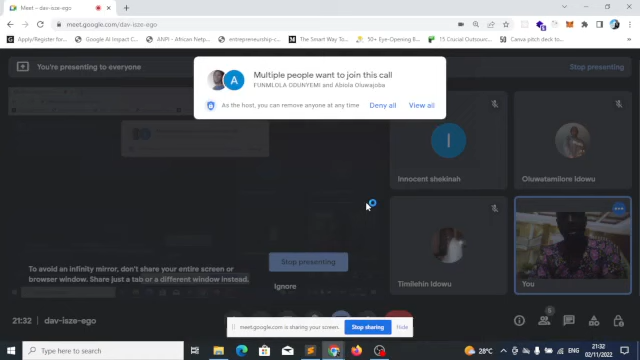 Meet - dav-isze-ego
meet.google.com/dav-isze-ego
Apply/Register for
Google AI Impact C
ANPI - African Netw
entrepreneurship-c
The Smart Way To
50+ Eye-Opening B
15 Crucial Outsourc
Canva pitch deck to
You're presenting to everyone
Stop presenting
Multiple people want to join this call
FUNMILOLA ODUNYEMI and Abiola Oluwajoba
As the host, you can remove anyone at any time
Deny all
View all
Innocent shekinah
Oluwatamilore Idowu
Stop presenting
To avoid an infinity mirror, don't share your entire screen or
browser window. Share just a tab or a different window instead.
Ignore
Timilehin Idowu
You
21:32
dav-isze-ego
meet.google.com is sharing your screen.
Stop sharing
Hide
Type here to search
28°C
ENG
21:32
02/11/2022